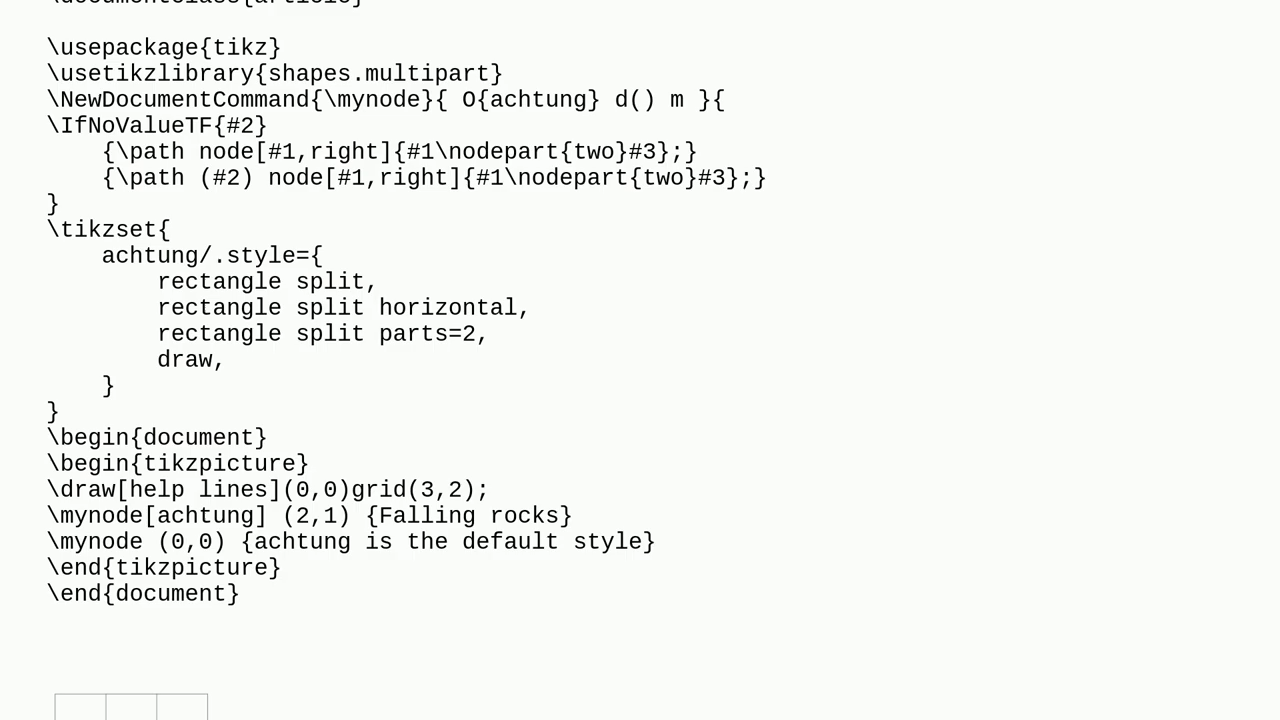 \documentclass{article}
\usepackage{tikz}
\usetikzlibrary{shapes.multipart}
\NewDocumentCommand{\mynode}{ O{achtung} d() m }{
\IfNoValueTF{#2}
    {\path node[#1,right]{#1\nodepart{two}#3};}
    {\path (#2) node[#1,right]{#1\nodepart{two}#3};}
}
\tikzset{
    achtung/.style={
        rectangle split,
        rectangle split horizontal,
        rectangle split parts=2,
        draw,
    }
}
\begin{document}
\begin{tikzpicture}
\draw[help lines](0,0)grid(3,2);
\mynode[achtung] (2,1) {Falling rocks}
\mynode (0,0) {achtung is the default style}
\end{tikzpicture}
\end{document}